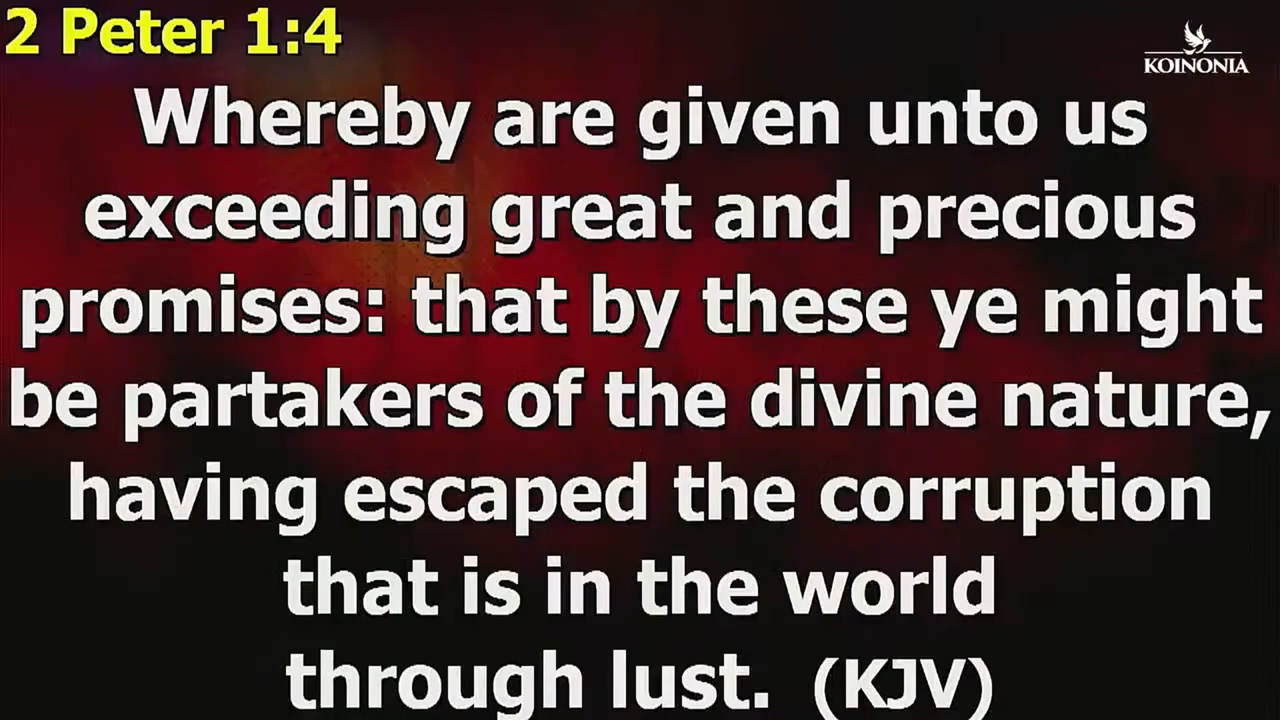 2 Peter 1:4
KOINONIA
Whereby are given unto us
exceeding great and precious
promises: that by these ye might
be partakers of the divine nature,
having escaped the corruption
that is in the world
through lust. (KJV)